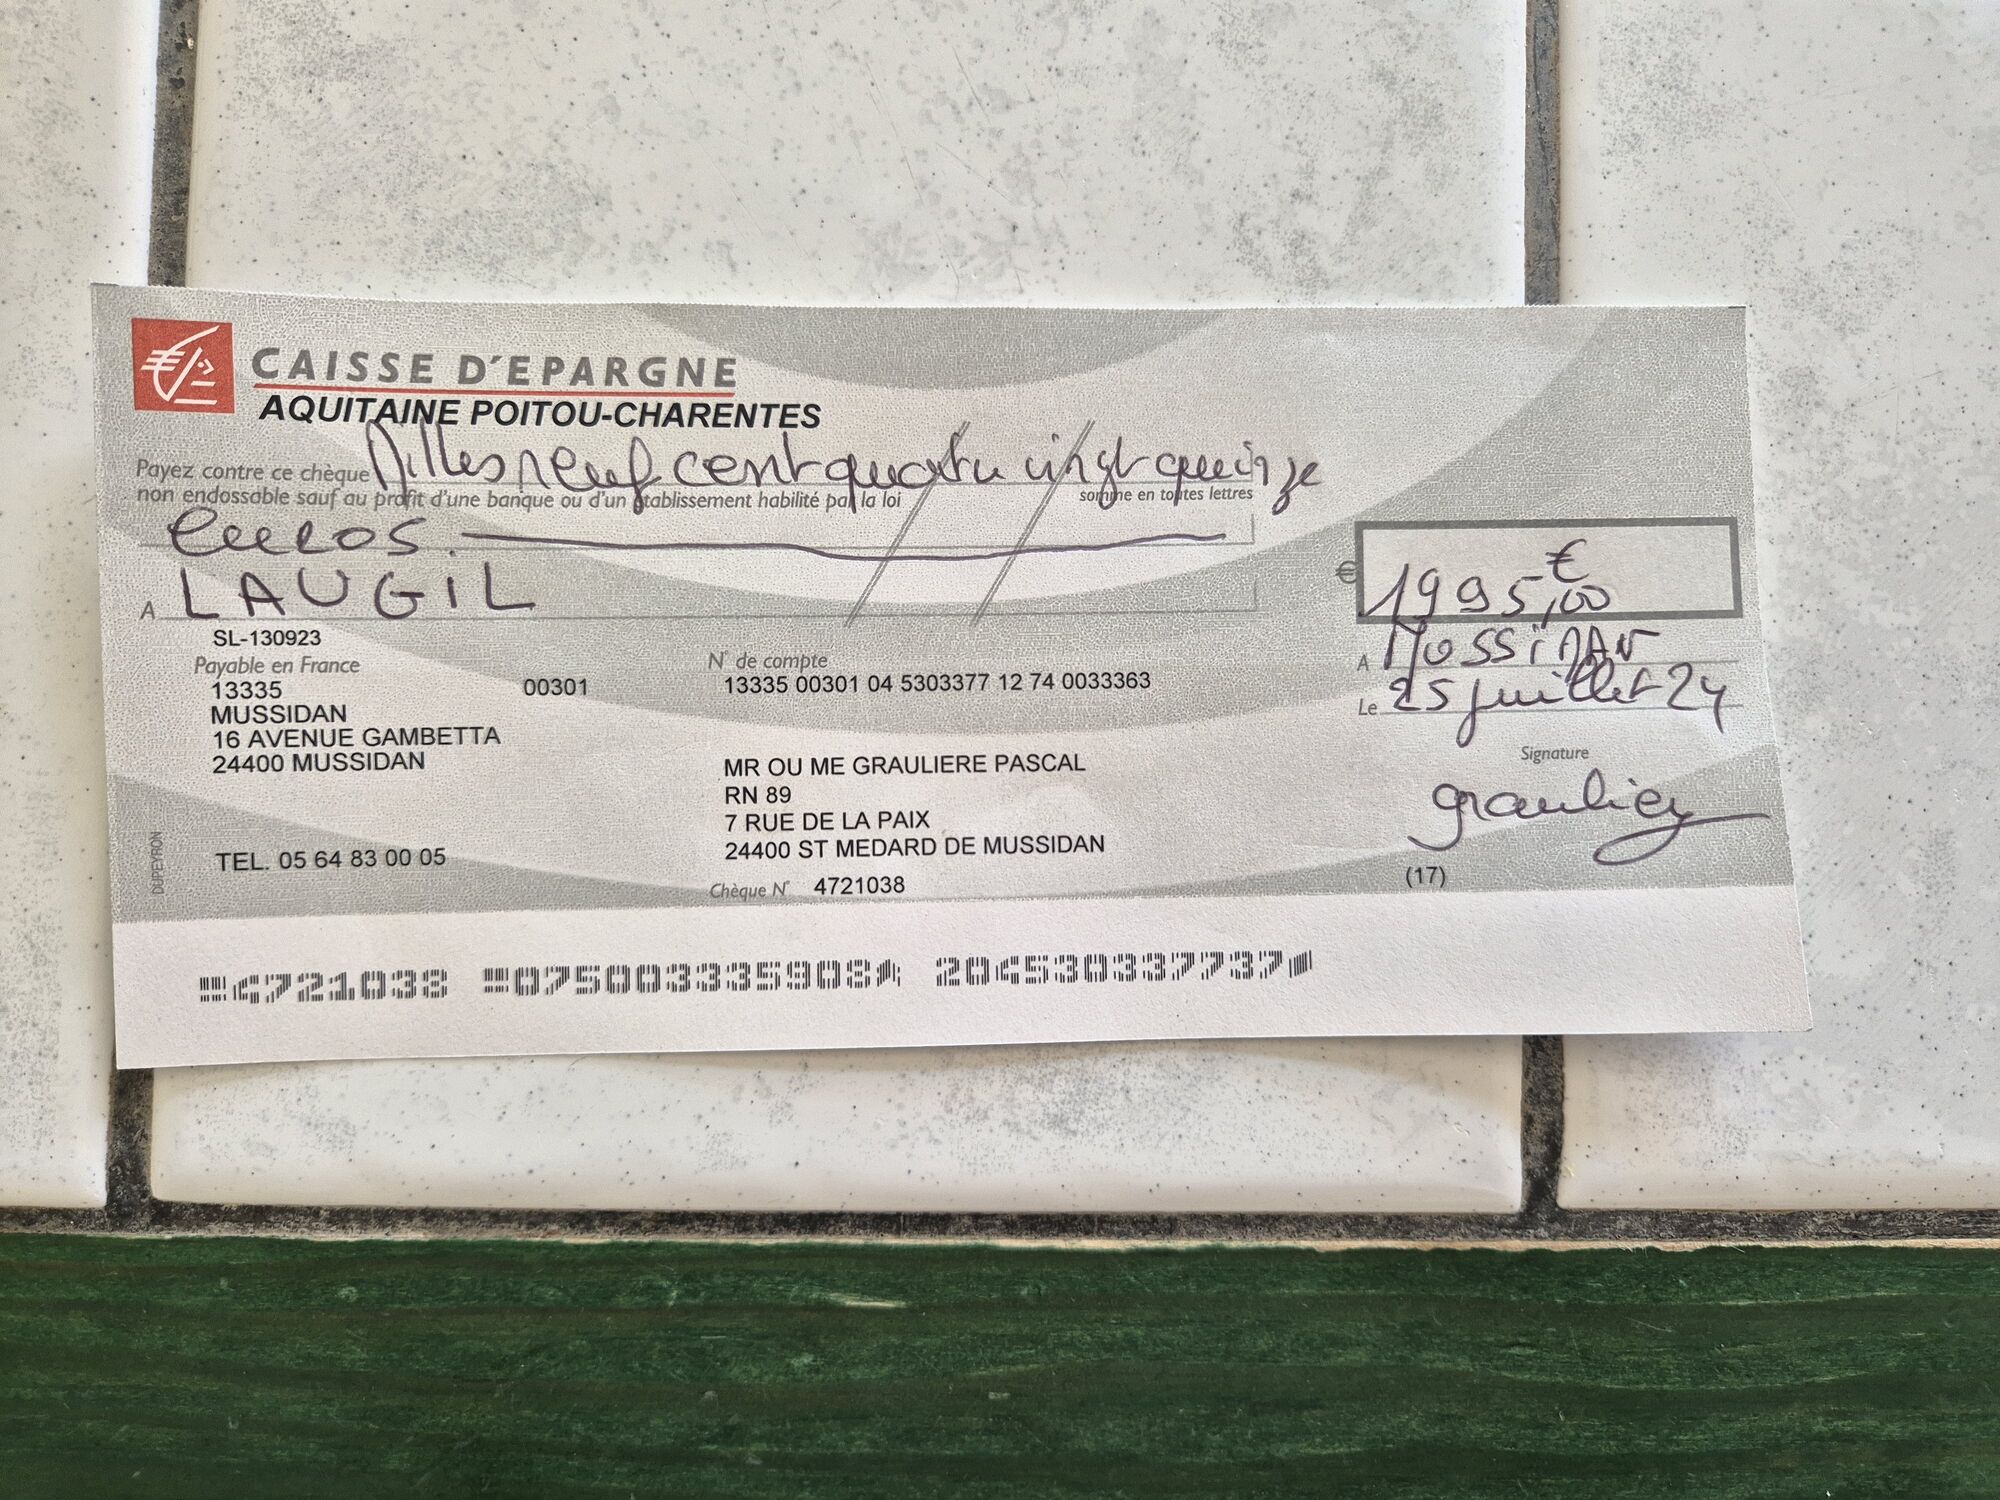 CAISSE D'EPARGNE
AQUITAINE POITOU-CHARENTES
Payez contre ce chèque Milles neuf cent quatre vingt quinze
non endossable sauf au profit d'une banque ou d'un établissement habilité par la loi somme en toutes lettres
euros.
€ 1995,00 €
A LAUGIL
A MUSSIDAN
Le 25 juillet 24
SL-130923
Payable en France
13335 00301
MUSSIDAN
16 AVENUE GAMBETTA
24400 MUSSIDAN
TEL. 05 64 83 00 05
N° de compte
13335 00301 04 5303377 12 74 0033363
MR OU ME GRAULIERE PASCAL
RN 89
7 RUE DE LA PAIX
24400 ST MEDARD DE MUSSIDAN
Chèque N° 4721038
Signature
(17)
DUPEYRON
4721038 075003335908 204530337737